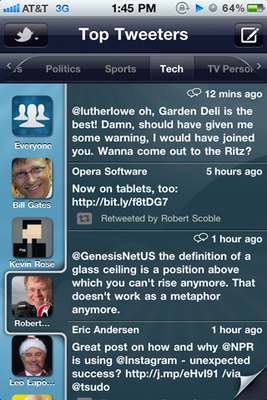 AT&T 3G 1:45 PM 64%
Top Tweeters
rs Politics Sports Tech TV Person
12 mins ago
@lutherlowe oh, Garden Deli is the
best! Damn, should have given me
some warning, I would have joined
you. Wanna come out to the Ritz?
Everyone
Opera Software 5 hours ago
Now on tablets, too:
http://bit.ly/f8tDG7
Retweeted by Robert Scoble
Bill Gates
1 hour ago
@GenesisNetUS the definition of a
glass ceiling is a position above
which you can't rise anymore. That
doesn't work as a metaphor
anymore.
Kevin Rose
Robert...
Eric Andersen 1 hour ago
Great post on how and why @NPR
is using @Instagram - unexpected
success? http://j.mp/eHvI91 /via
@tsudo
Leo Lapo...